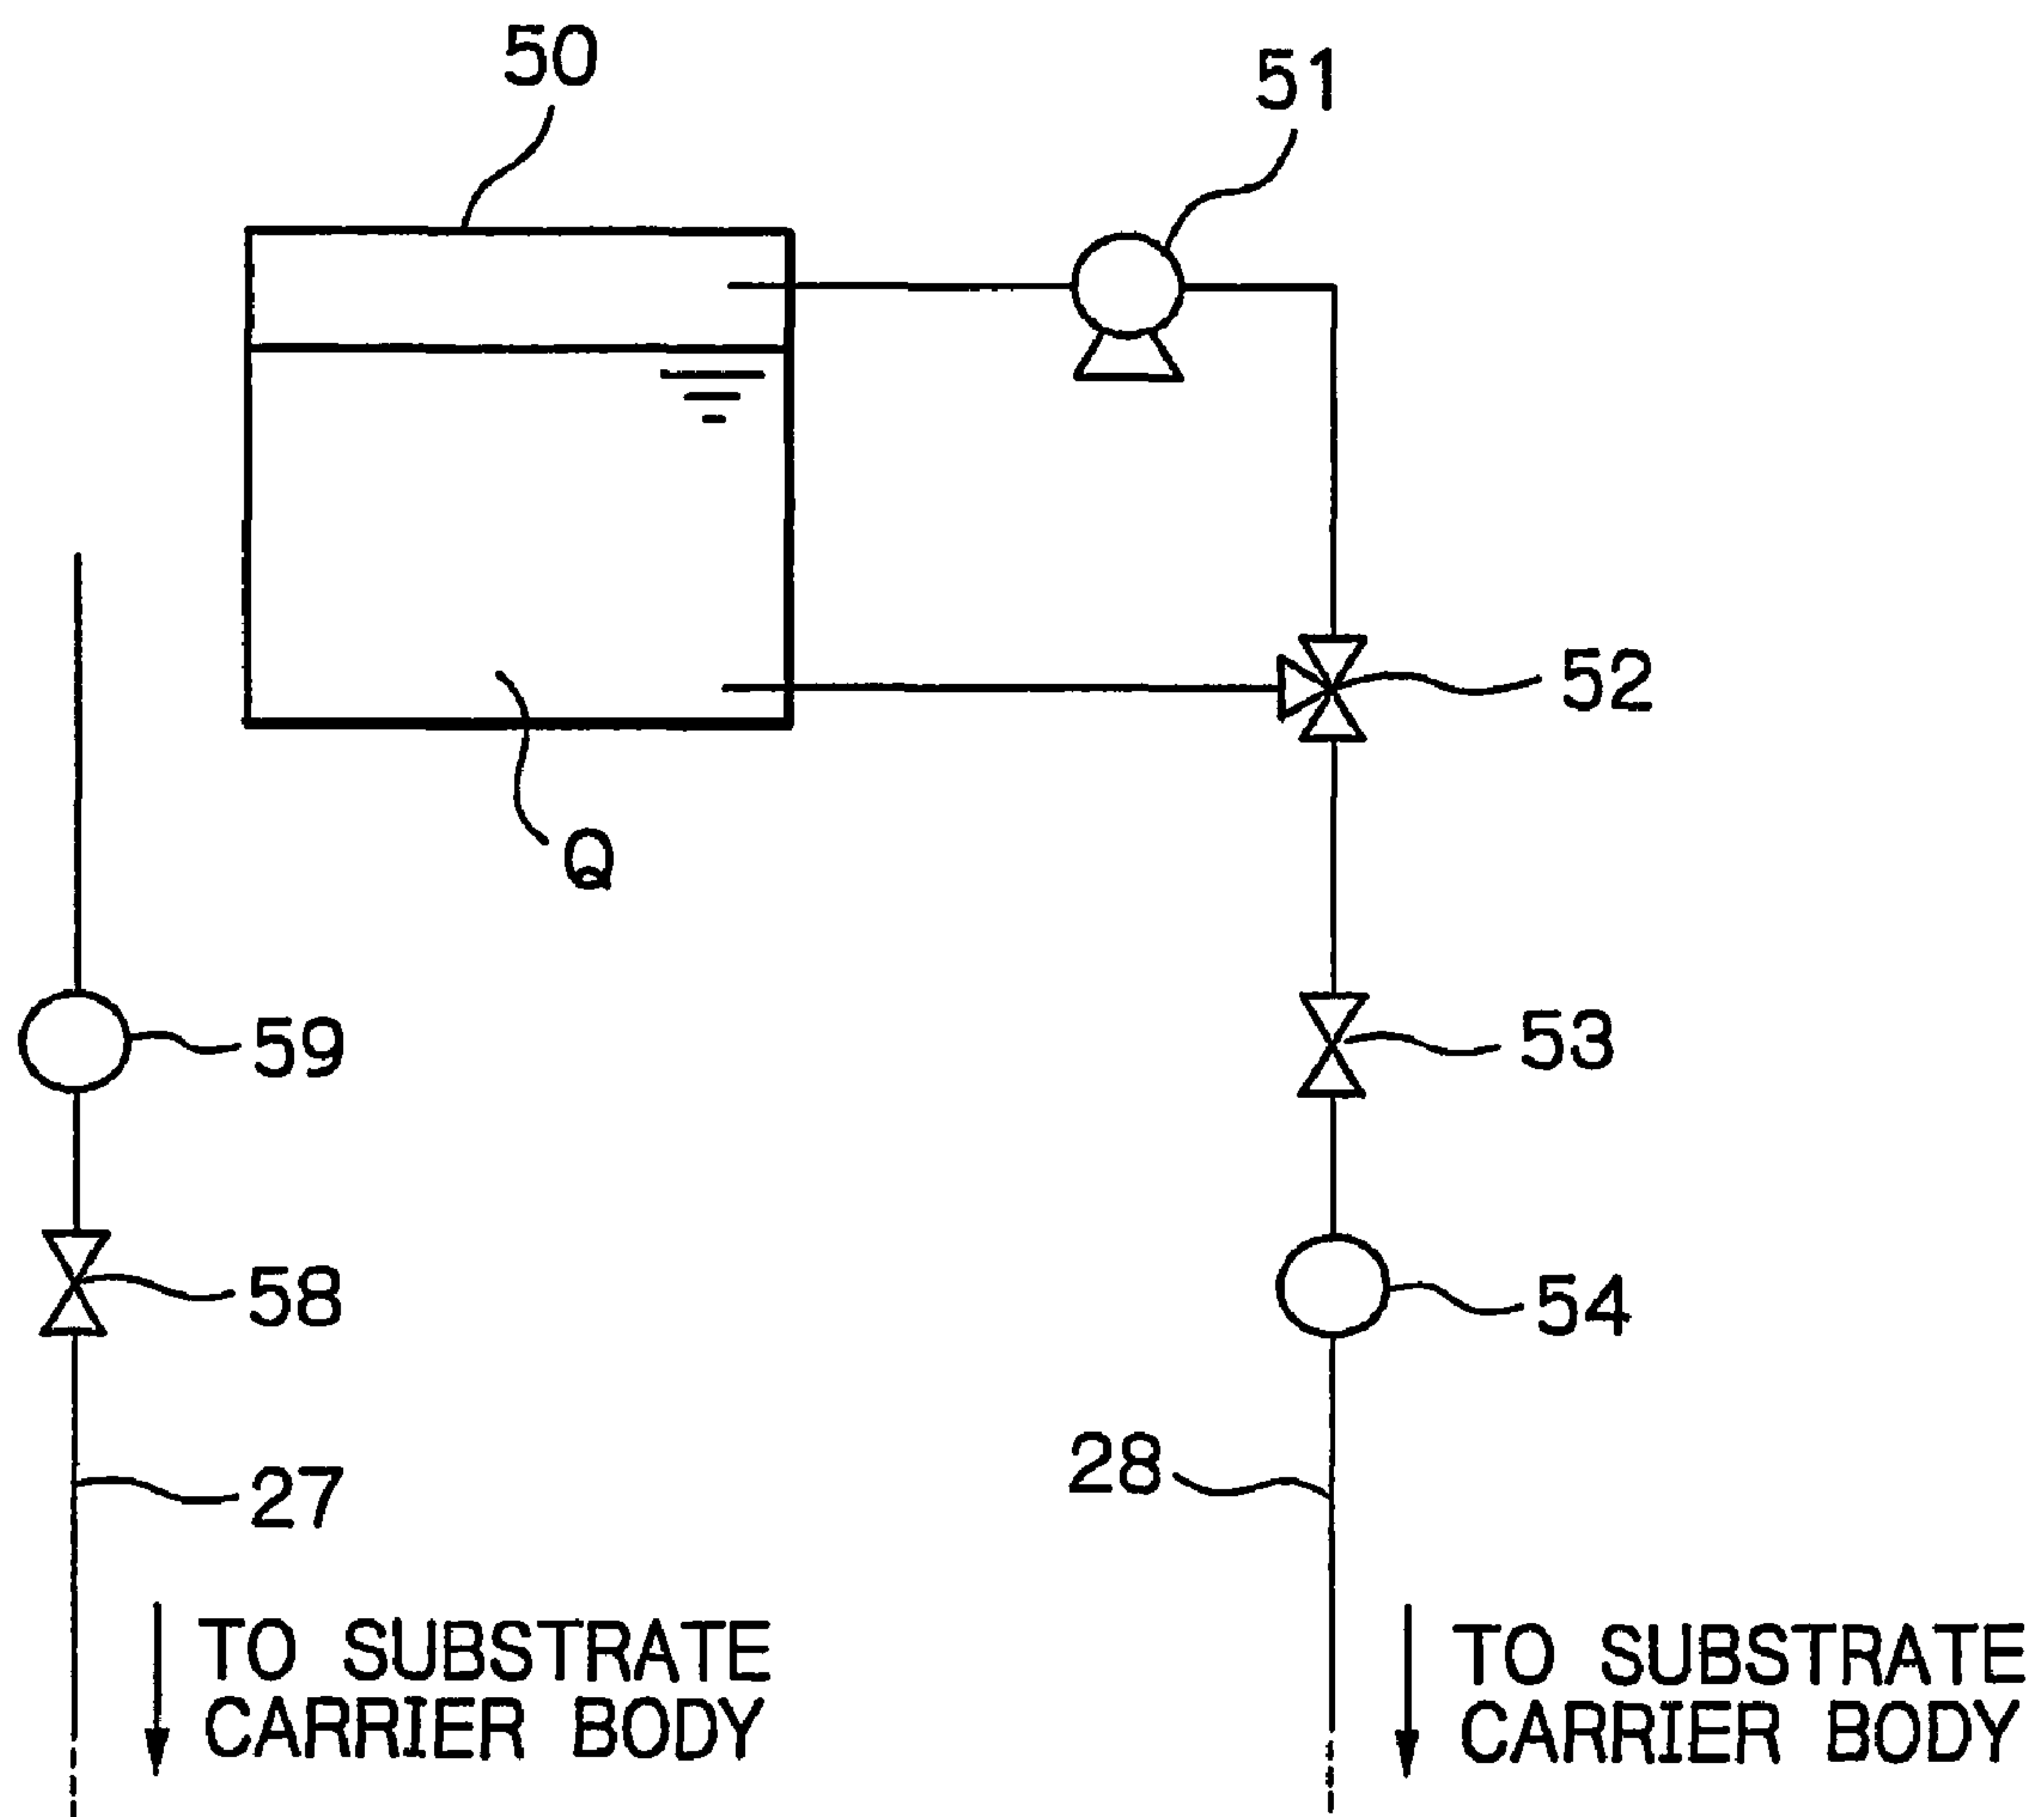 50
51
52
Q
59
53
58
54
28
27
TO SUBSTRATE
CARRIER BODY
TO SUBSTRATE
CARRIER BODY